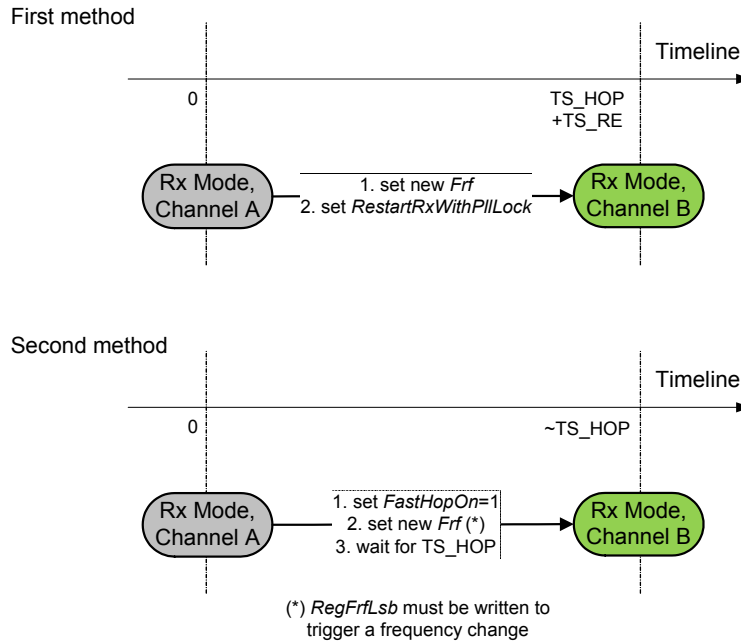 First method
Timeline
0
TS_HOP
+TS_RE
Rx Mode,
Channel A
1. set new Frf
2. set RestartRxWithPllLock
Rx Mode,
Channel B
Second method
Timeline
0
~TS_HOP
Rx Mode,
Channel A
1. set FastHopOn=1
2. set new Frf (*)
3. wait for TS_HOP
Rx Mode,
Channel B
(*) RegFrfLsb must be written to
trigger a frequency change